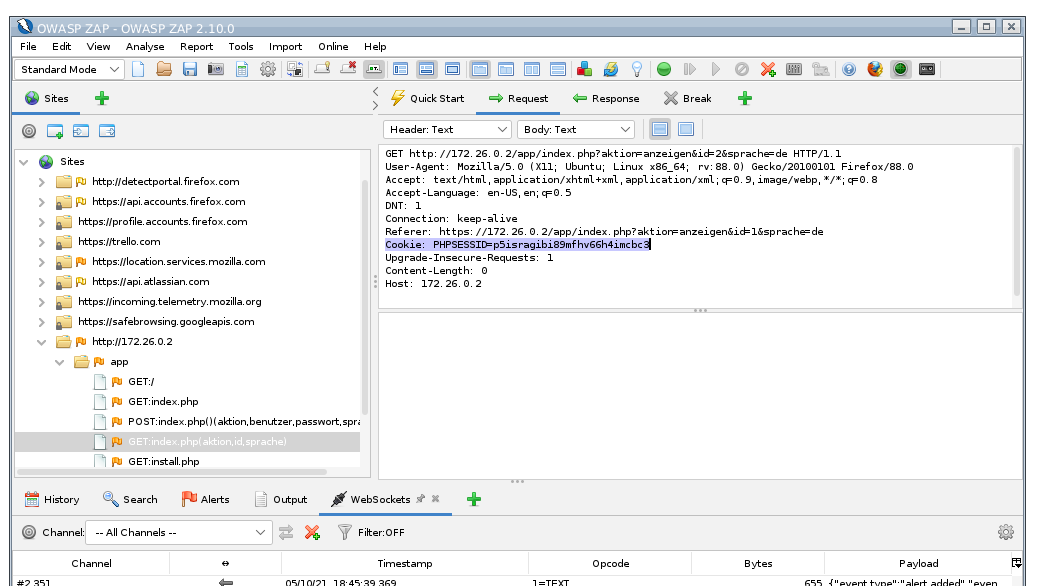 OWASP ZAP - OWASP ZAP 2.10.0
File Edit View Analyse Report Tools Import Online Help
Standard Mode
Sites
Quick Start Request Response Break
Header: Text Body: Text
GET http://172.26.0.2/app/index.php?aktion=anzeigen&id=2&sprache=de HTTP/1.1
User-Agent: Mozilla/5.0 (X11; Ubuntu; Linux x86_64; rv:88.0) Gecko/20100101 Firefox/88.0
Accept: text/html,application/xhtml+xml,application/xml;q=0.9,image/webp,*/*;q=0.8
Accept-Language: en-US,en;q=0.5
DNT: 1
Connection: keep-alive
Referer: https://172.26.0.2/app/index.php?aktion=anzeigen&id=1&sprache=de
Cookie: PHPSESSID=p5isragibi89mfhv66h4imcbc3
Upgrade-Insecure-Requests: 1
Content-Length: 0
Host: 172.26.0.2
Sites
http://detectportal.firefox.com
https://api.accounts.firefox.com
https://profile.accounts.firefox.com
https://trello.com
https://location.services.mozilla.com
https://api.atlassian.com
https://incoming.telemetry.mozilla.org
https://safebrowsing.googleapis.com
http://172.26.0.2
app
GET:/
GET:index.php
POST:index.php()(aktion,benutzer,passwort,spra
GET:index.php(aktion,id,sprache)
GET:install.php
History Search Alerts Output WebSockets
Channel: -- All Channels -- Filter:OFF
Channel ↔ Timestamp Opcode Bytes Payload
#2.351 05/10/21, 18:45:39.369 1=TEXT 655 {"event.type":"alert.added","even